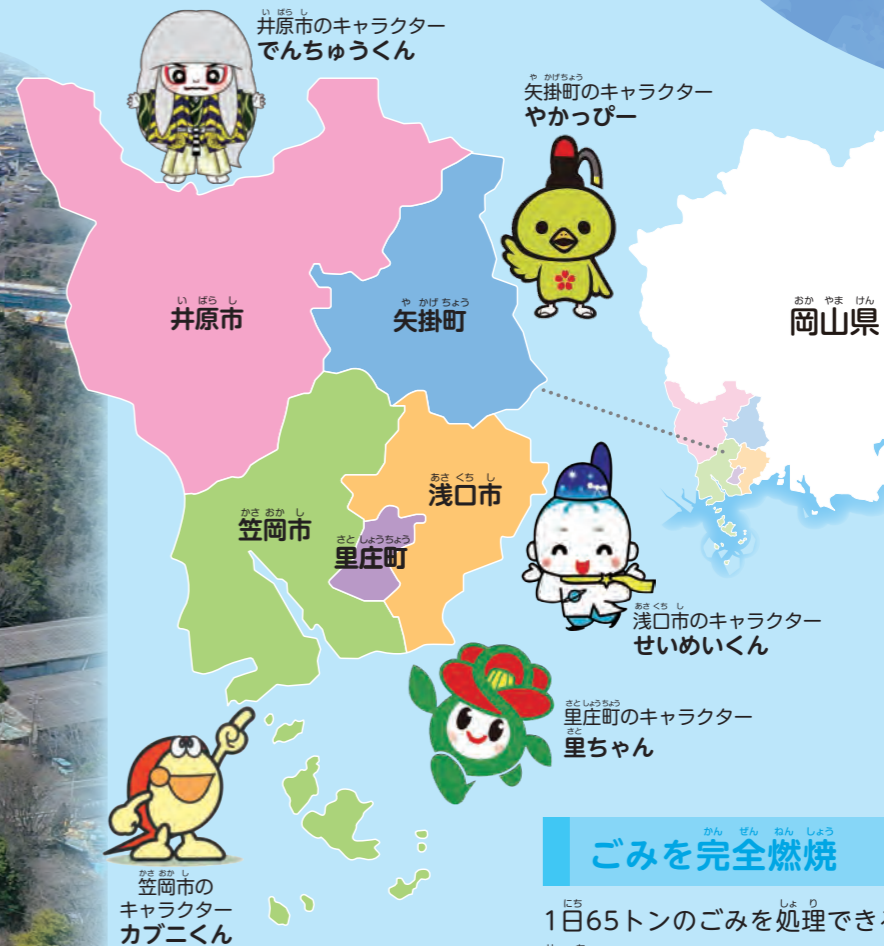 井原市のキャラクター
でんちゅうくん
矢掛町のキャラクター
やかっぴー
井原市
矢掛町
岡山県
浅口市
笠岡市
里庄町
浅口市のキャラクター
せいめいくん
里庄町のキャラクター
里ちゃん
笠岡市の
キャラクター
カブニくん
ごみを完全燃焼
1日65トンのごみを処理でき